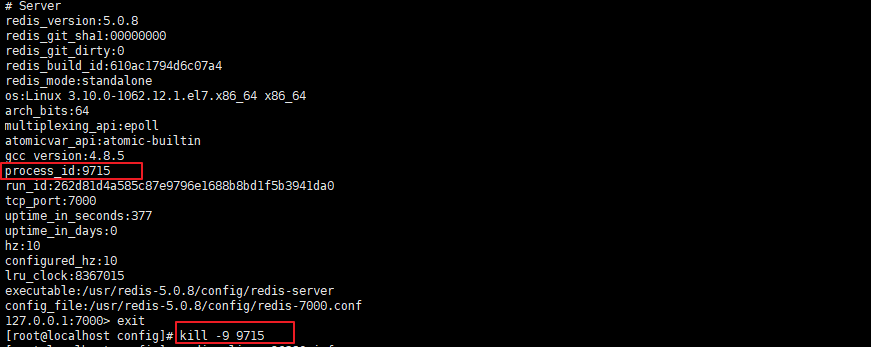 # Server
redis_version:5.0.8
redis_git_sha1:00000000
redis_git_dirty:0
redis_build_id:610ac1794d6c07a4
redis_mode:standalone
os:Linux 3.10.0-1062.12.1.el7.x86_64 x86_64
arch_bits:64
multiplexing_api:epoll
atomicvar_api:atomic-builtin
gcc_version:4.8.5
process_id:9715
run_id:262d81d4a585c87e9796e1688b8bd1f5b3941da0
tcp_port:7000
uptime_in_seconds:377
uptime_in_days:0
hz:10
configured_hz:10
lru_clock:8367015
executable:/usr/redis-5.0.8/config/redis-server
config_file:/usr/redis-5.0.8/config/redis-7000.conf
127.0.0.1:7000> exit
[root@localhost config]# kill -9 9715